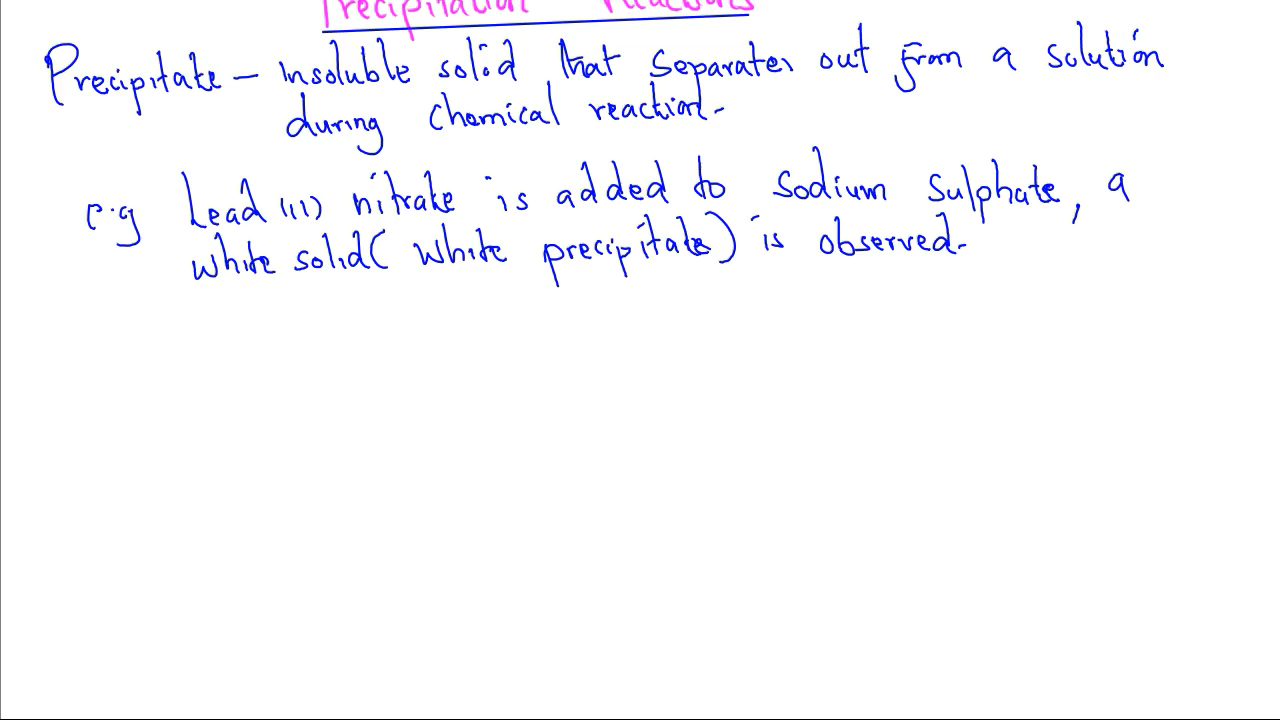 Precipitation Reactions
Precipitate – insoluble solid that separates out from a solution
during chemical reaction.
e.g Lead (II) nitrate is added to Sodium Sulphate, a
white solid ( white precipitate) is observed.